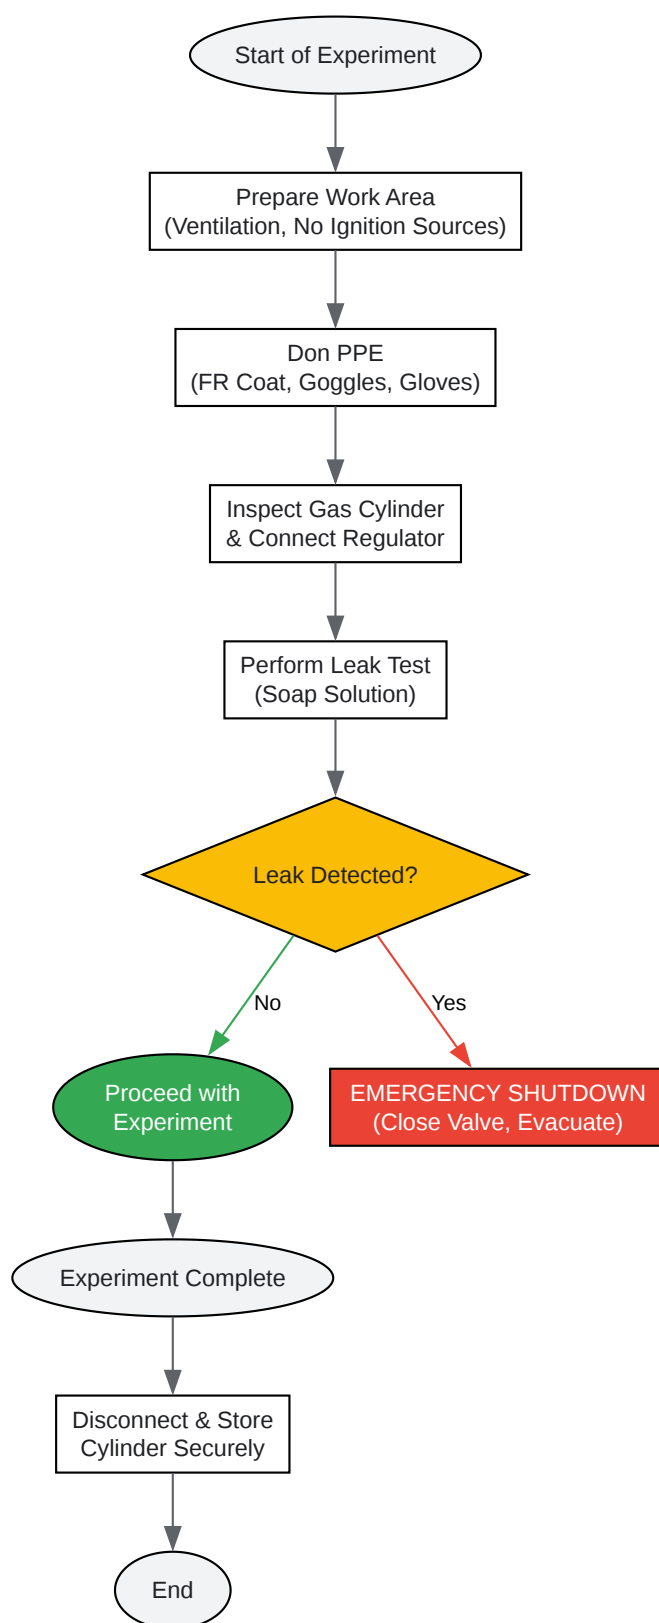 Start of Experiment
Prepare Work Area
(Ventilation, No Ignition Sources)
Don PPE
(FR Coat, Goggles, Gloves)
Inspect Gas Cylinder
& Connect Regulator
Perform Leak Test
(Soap Solution)
Leak Detected?
No
Yes
Proceed with
Experiment
EMERGENCY SHUTDOWN
(Close Valve, Evacuate)
Experiment Complete
Disconnect & Store
Cylinder Securely
End